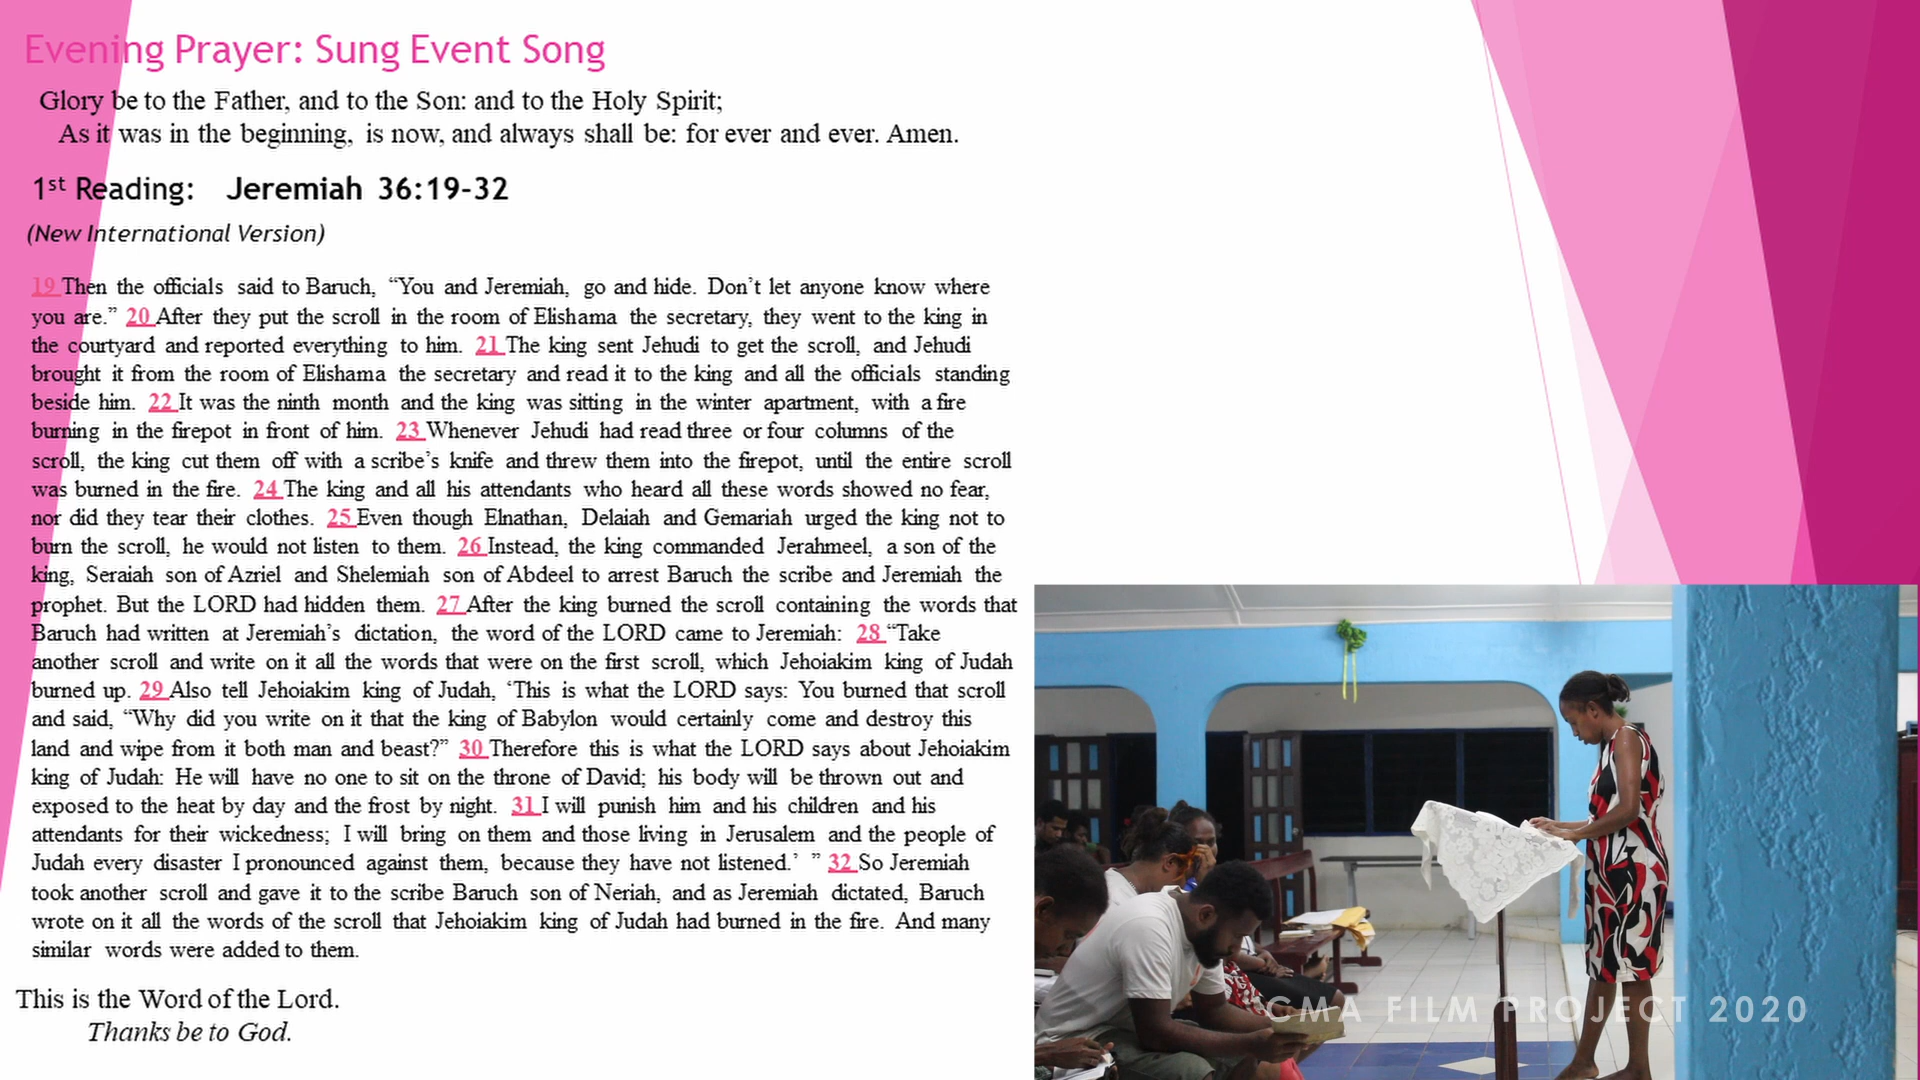 Evening Prayer: Sung Event Song
Glory be to the Father, and to the Son: and to the Holy Spirit;
As it was in the beginning, is now, and always shall be: for ever and ever. Amen.
1st Reading: Jeremiah 36:19-32
(New International Version)
19 Then the officials said to Baruch, “You and Jeremiah, go and hide. Don’t let anyone know where
you are.” 20 After they put the scroll in the room of Elishama the secretary, they went to the king in
the courtyard and reported everything to him. 21 The king sent Jehudi to get the scroll, and Jehudi
brought it from the room of Elishama the secretary and read it to the king and all the officials standing
beside him. 22 It was the ninth month and the king was sitting in the winter apartment, with a fire
burning in the firepot in front of him. 23 Whenever Jehudi had read three or four columns of the
scroll, the king cut them off with a scribe’s knife and threw them into the firepot, until the entire scroll
was burned in the fire. 24 The king and all his attendants who heard all these words showed no fear,
nor did they tear their clothes. 25 Even though Elnathan, Delaiah and Gemariah urged the king not to
burn the scroll, he would not listen to them. 26 Instead, the king commanded Jerahmeel, a son of the
king, Seraiah son of Azriel and Shelemiah son of Abdeel to arrest Baruch the scribe and Jeremiah the
prophet. But the LORD had hidden them. 27 After the king burned the scroll containing the words that
Baruch had written at Jeremiah’s dictation, the word of the LORD came to Jeremiah: 28 “Take
another scroll and write on it all the words that were on the first scroll, which Jehoiakim king of Judah
burned up. 29 Also tell Jehoiakim king of Judah, ‘This is what the LORD says: You burned that scroll
and said, “Why did you write on it that the king of Babylon would certainly come and destroy this
land and wipe from it both man and beast?” 30 Therefore this is what the LORD says about Jehoiakim
king of Judah: He will have no one to sit on the throne of David; his body will be thrown out and
exposed to the heat by day and the frost by night. 31 I will punish him and his children and his
attendants for their wickedness; I will bring on them and those living in Jerusalem and the people of
Judah every disaster I pronounced against them, because they have not listened.’ ” 32 So Jeremiah
took another scroll and gave it to the scribe Baruch son of Neriah, and as Jeremiah dictated, Baruch
wrote on it all the words of the scroll that Jehoiakim king of Judah had burned in the fire. And many
similar words were added to them.
This is the Word of the Lord.
Thanks be to God.
CMA FILM PROJECT 2020